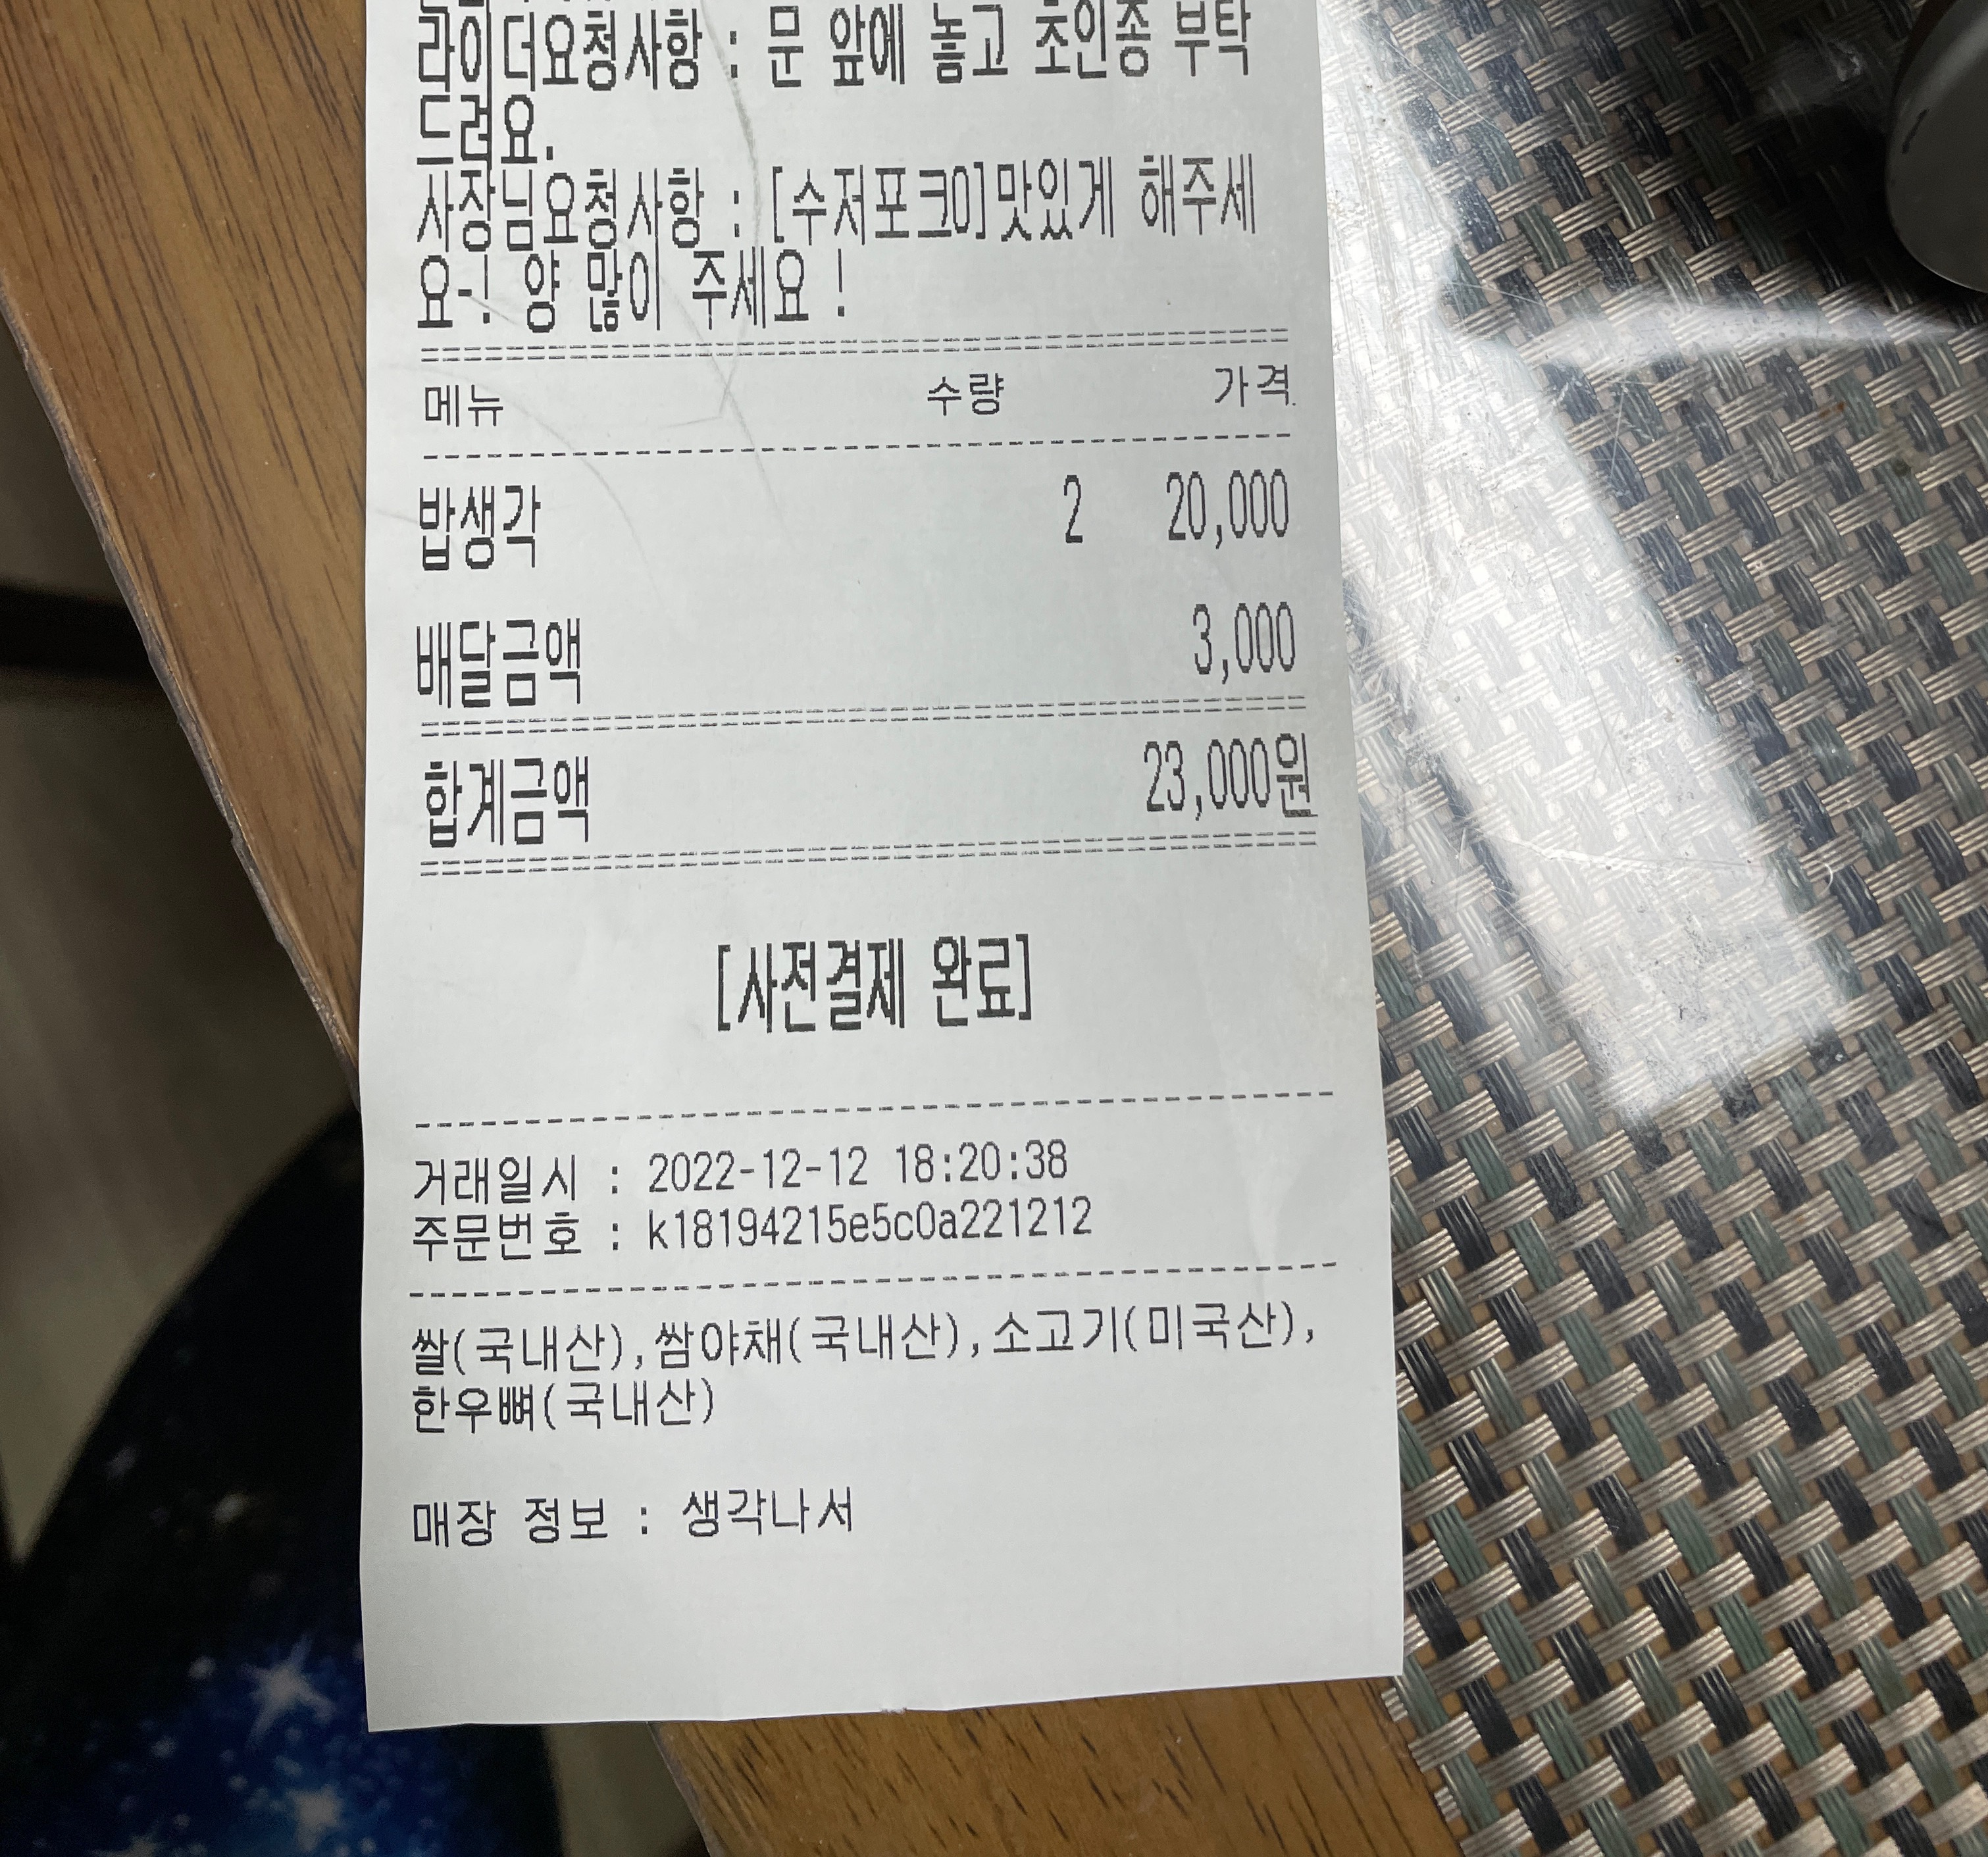 라이더요청사항 : 문 앞에 놓고 초인종 부탁
드려요.
사장님요청사항 : [수저포크0]맛있게 해주세
요~! 양 많이 주세요 !
메뉴 수량 가격
밥생각 2 20,000
배달금액 3,000
합계금액 23,000원
[사전결제 완료]
거래일시 : 2022-12-12 18:20:38
주문번호 : k18194215e5c0a221212
쌀(국내산),쌈야채(국내산),소고기(미국산),
한우뼈(국내산)
매장 정보 : 생각나서